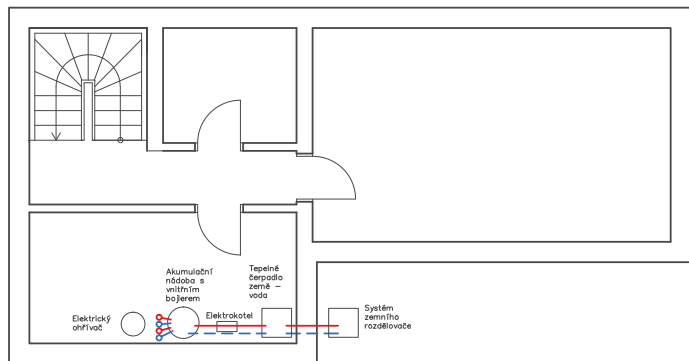 Akumulační
nádoba s
vnitřním
bojlerem
Tepelné
čerpadlo
země –
voda
Elektrický
ohřívač
Elektrokotel
Systém
zemního
rozdělovače